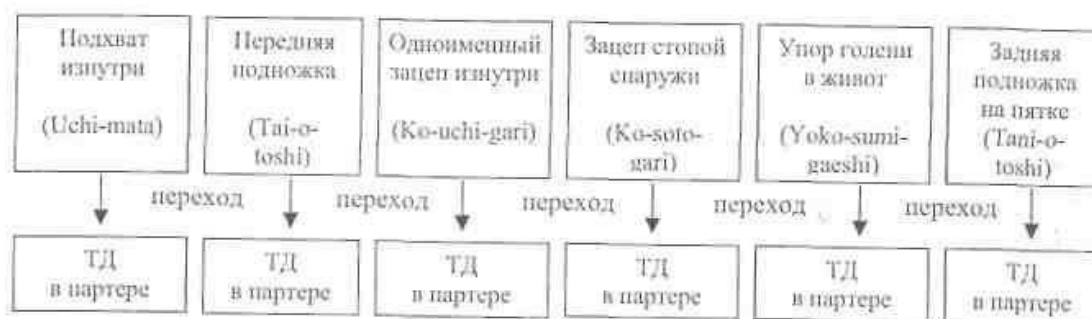 Подхват
изнутри
(Uchi-mata)
Передняя
подножка
(Tai-o-
toshi)
Одноименный
зацеп изнутри
(Ko-uchi-gari)
Зацеп стопой
снаружи
(Ko-soto-
gari)
Упор голени
в живот
(Yoko-sumi-
gaeshi)
Задняя
подножка
на пятке
(Tani-o-
toshi)
переход
переход
переход
переход
переход
ТД
в партере
ТД
в партере
ТД
в партере
ТД
в партере
ТД
в партере
ТД
в партере